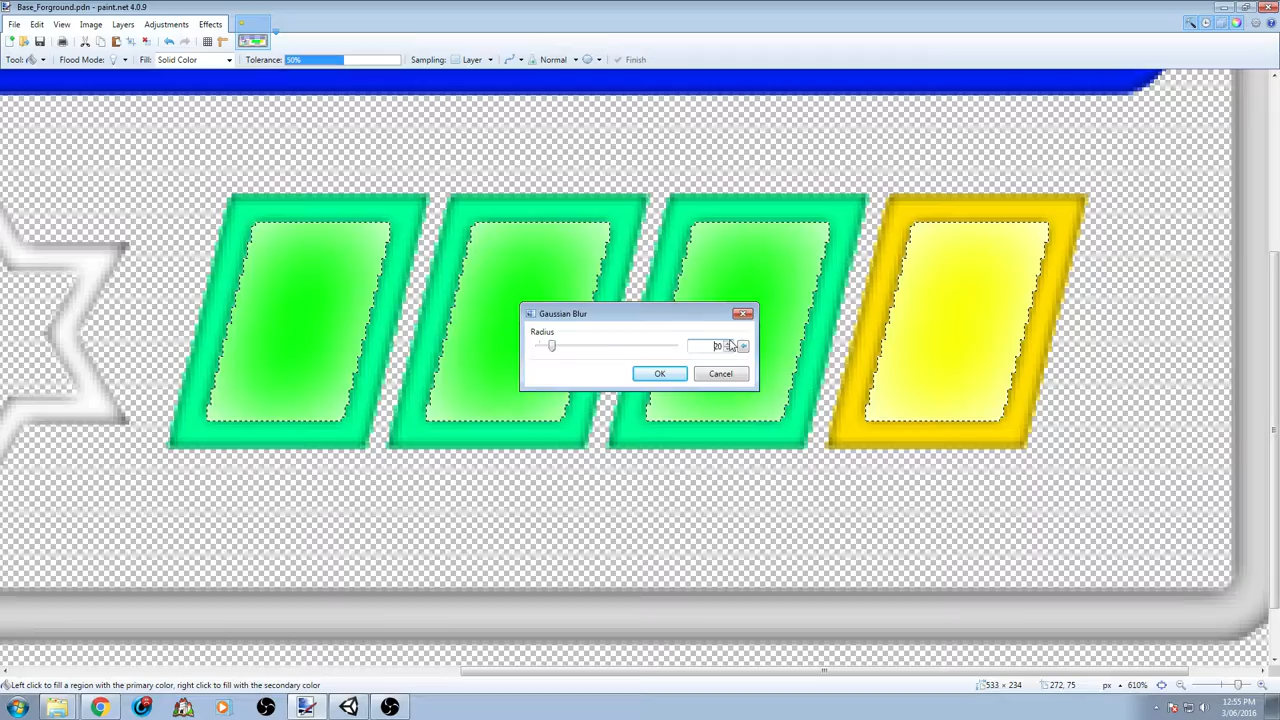 Base_Forground.pdn - paint.net 4.0.9
File Edit View Image Layers Adjustments Effects
Tool: Flood Mode: Fill: Solid Color Tolerance: 50% Sampling: Layer Normal Finish
Gaussian Blur
Radius
20
OK Cancel
Left click to fill a region with the primary color, right click to fill with the secondary color 533 × 234 272, 75 px 610%
12:55 PM
3/06/2016